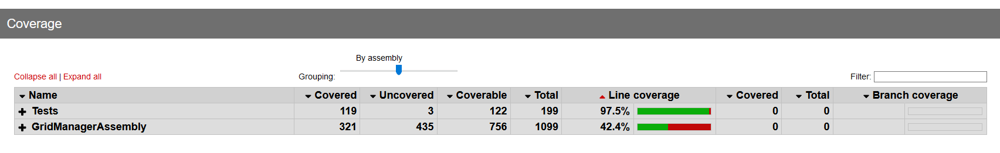 Coverage
By assembly
Collapse all | Expand all Grouping: Filter:
Name Covered Uncovered Coverable Total Line coverage Covered Total Branch coverage
Tests 119 3 122 199 97.5% 0 0
GridManagerAssembly 321 435 756 1099 42.4% 0 0